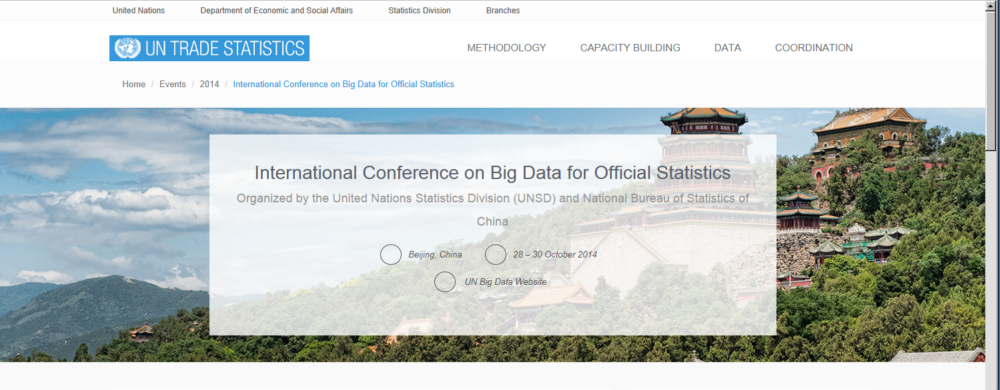 United Nations Department of Economic and Social Affairs Statistics Division Branches
UN TRADE STATISTICS METHODOLOGY CAPACITY BUILDING DATA COORDINATION
Home / Events / 2014 / International Conference on Big Data for Official Statistics
International Conference on Big Data for Official Statistics
Organized by the United Nations Statistics Division (UNSD) and National Bureau of Statistics of
China
Beijing, China 28 – 30 October 2014
UN Big Data Website